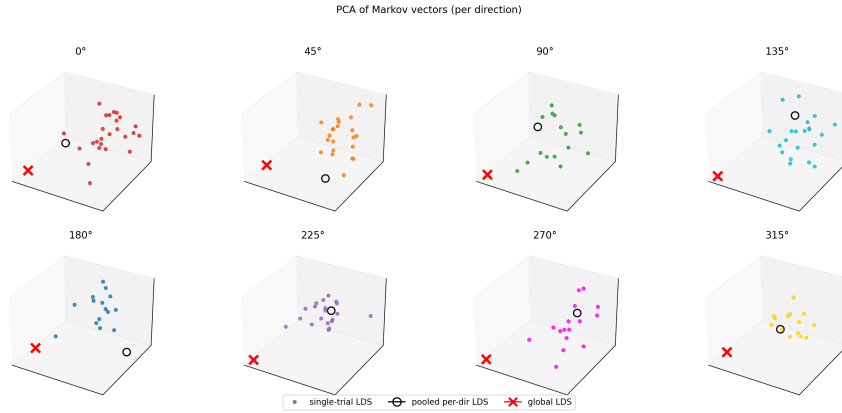 PCA of Markov vectors (per direction)
0°
45°
90°
135°
180°
225°
270°
315°
single-trial LDS
pooled per-dir LDS
global LDS